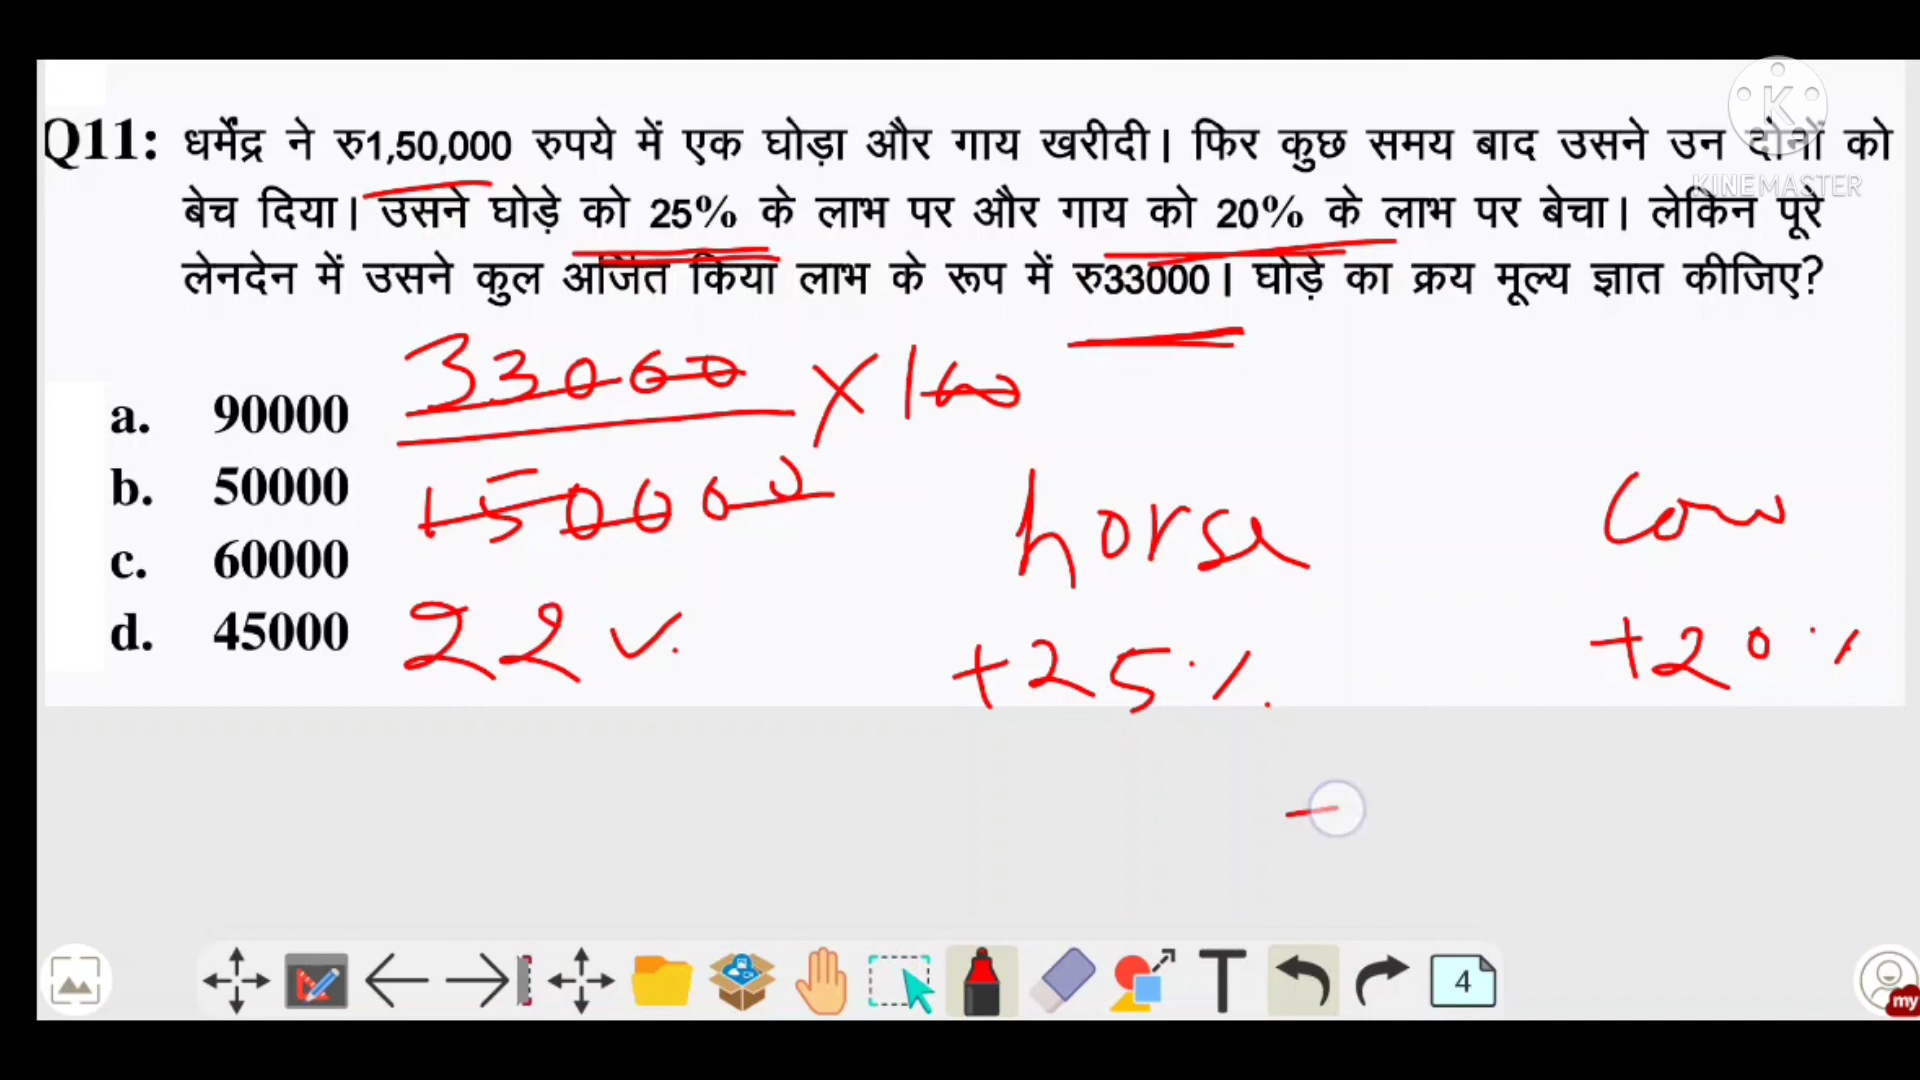 Q11: धर्मेंद्र ने रु1,50,000 रुपये में एक घोड़ा और गाय खरीदी। फिर कुछ समय बाद उसने उन दोनों को
बेच दिया। उसने घोड़े को 25% के लाभ पर और गाय को 20% के लाभ पर बेचा। लेकिन पूरे
लेनदेन में उसने कुल अर्जित किया लाभ के रूप में रु33000। घोड़े का क्रय मूल्य ज्ञात कीजिए?
KINEMASTER
33000 × 100
a. 90000
150000
b. 50000
horse cow
c. 60000
d. 45000
22%
+25% +20%
4
my